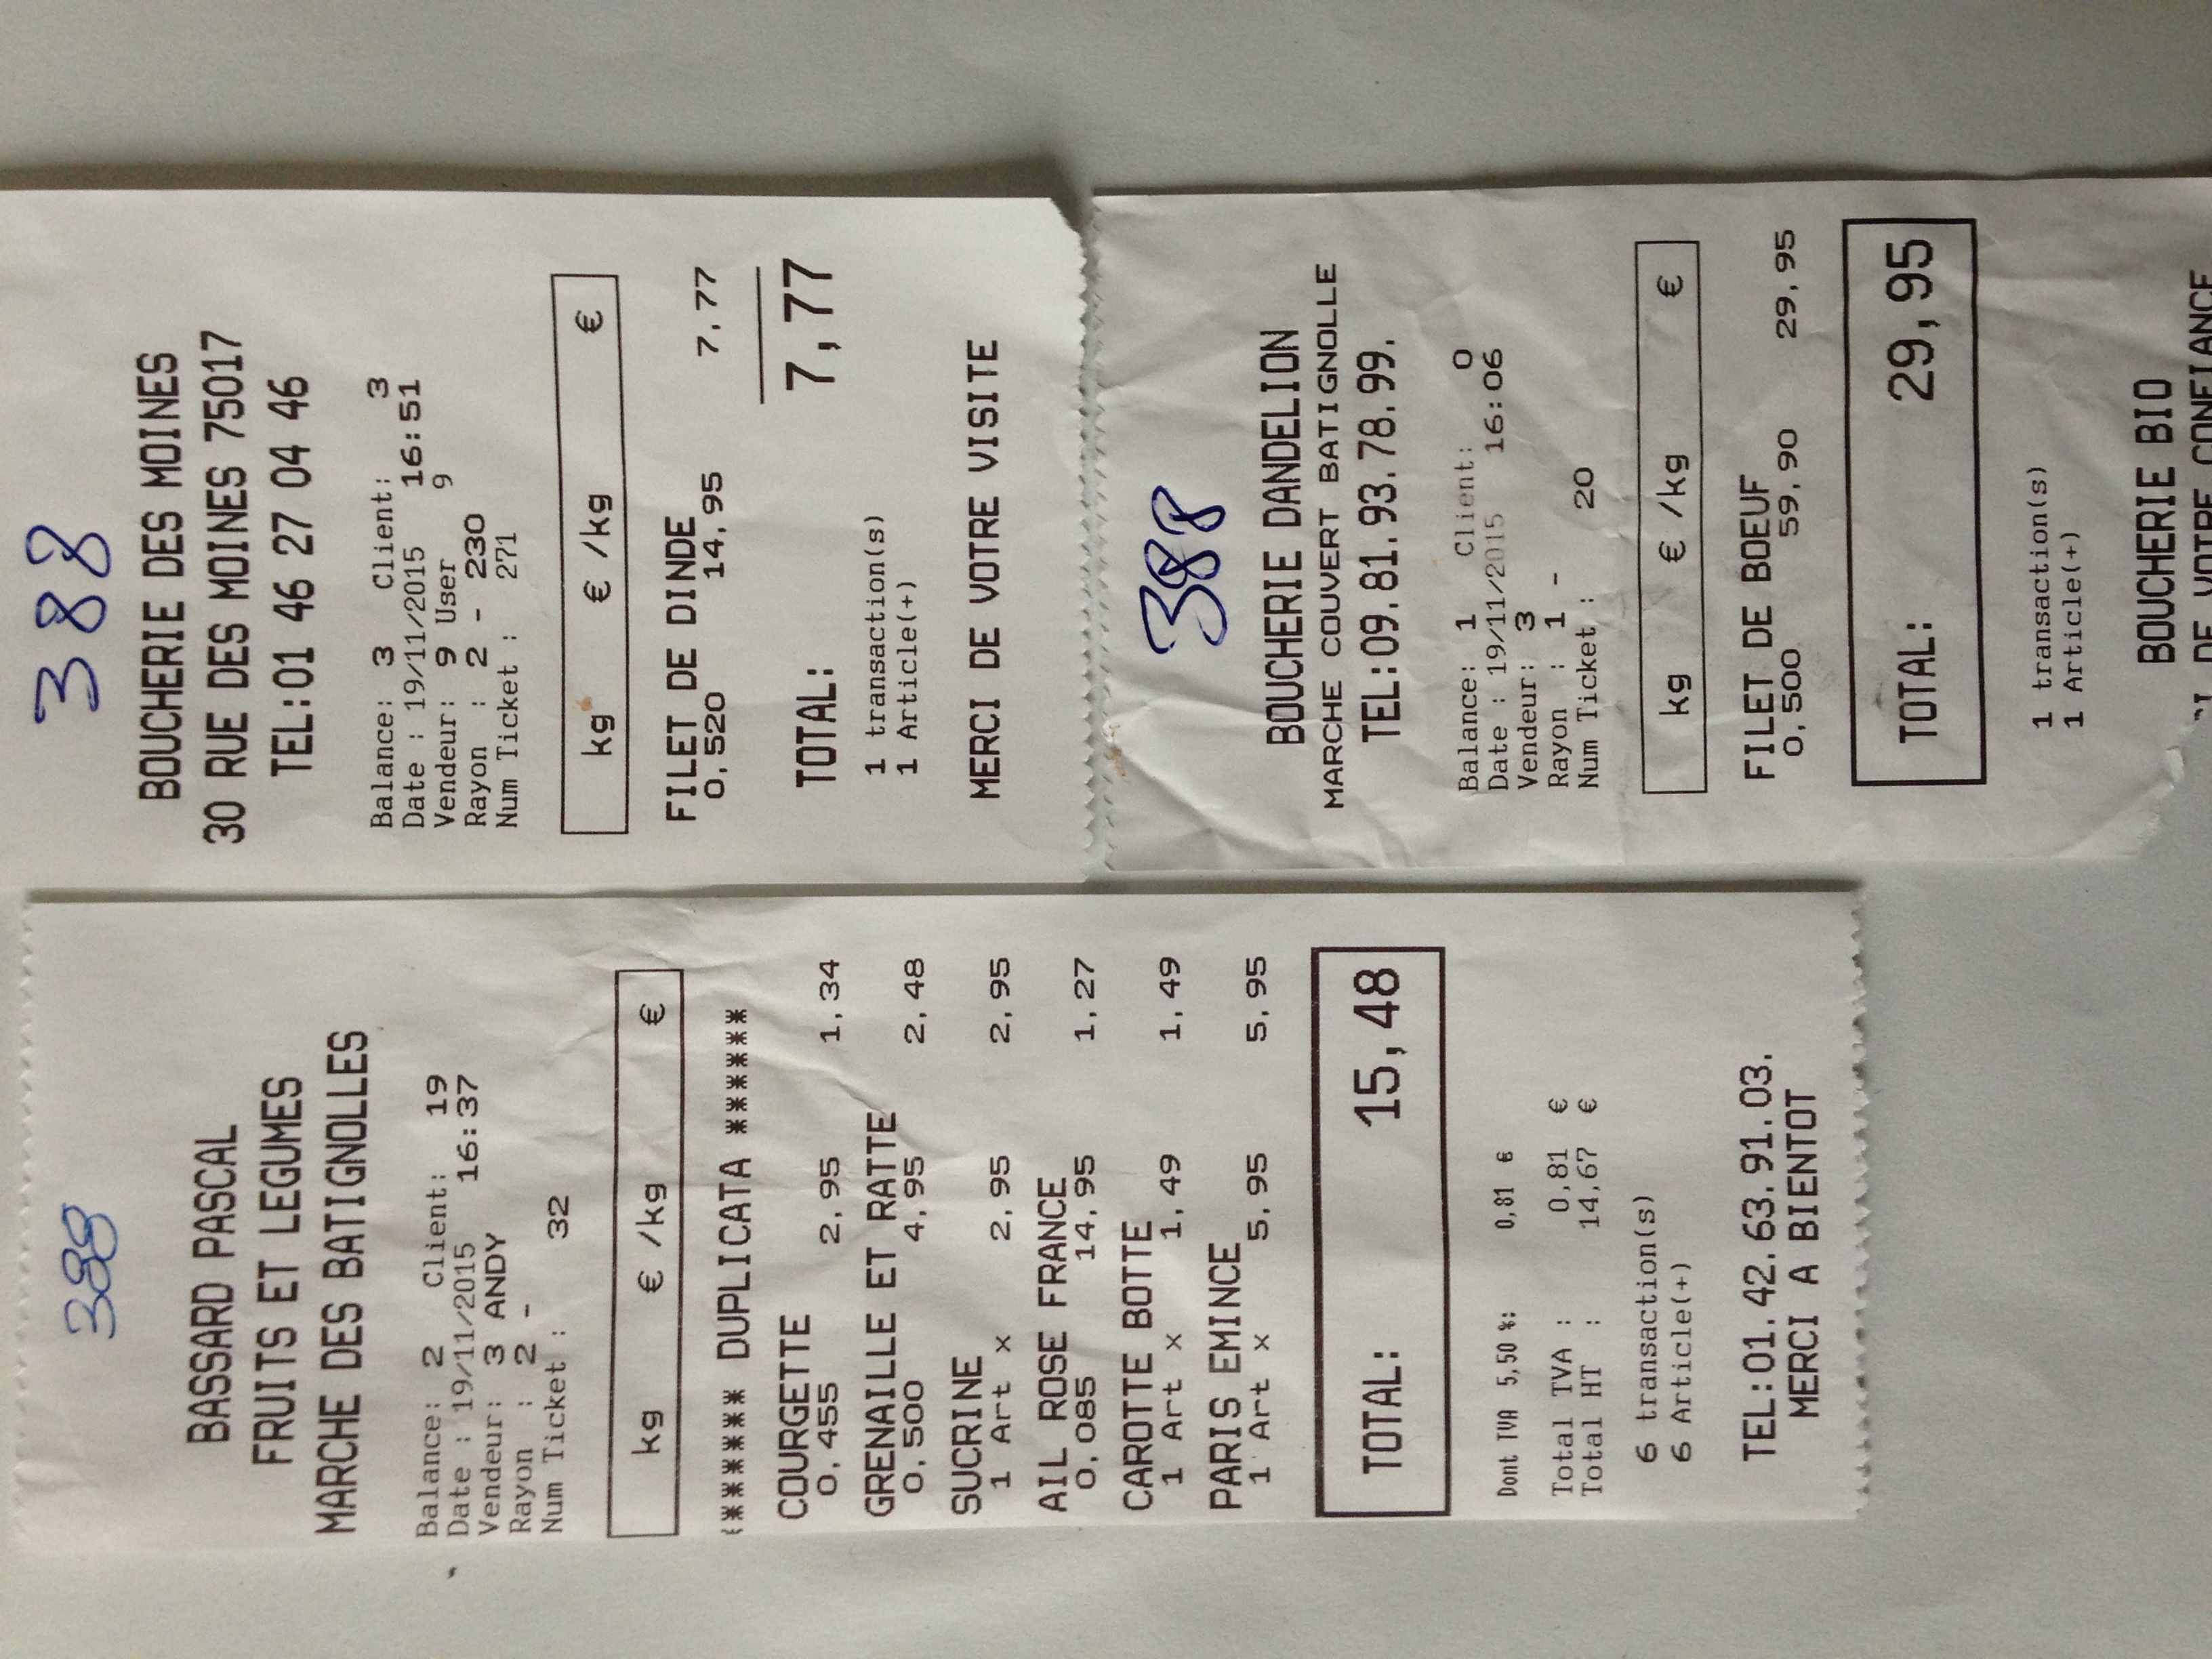 388
BASSARD PASCAL
FRUITS ET LEGUMES
MARCHE DES BATIGNOLLES
Balance: 2 Client: 19
Date : 19/11/2015 16:37
Vendeur: 3 ANDY
Rayon : 2 -
Num Ticket : 32
kg € /kg €
******* DUPLICATA ******
COURGETTE
0,455 2,95 1,34
GRENAILLE ET RATTE
0,500 4,95 2,48
SUCRINE
1 Art x 2,95 2,95
AIL ROSE FRANCE
0,085 14,95 1,27
CAROTTE BOTTE
1 Art x 1,49 1,49
PARIS EMINCE
1 Art x 5,95 5,95
TOTAL: 15,48
Dont TVA 5,50 %: 0,81 €
Total TVA : 0,81 €
Total HT : 14,67 €
6 transaction(s)
6 Article(+)
TEL:01.42.63.91.03.
MERCI A BIENTOT
388
BOUCHERIE DES MOINES
30 RUE DES MOINES 75017
TEL:01 46 27 04 46
Balance: 3 Client: 3
Date : 19/11/2015 16:51
Vendeur: 9 User 9
Rayon : 2 - 230
Num Ticket : 271
kg € /kg €
FILET DE DINDE
0,520 14,95 7,77
TOTAL: 7,77
1 transaction(s)
1 Article(+)
MERCI DE VOTRE VISITE
388
BOUCHERIE DANDELION
MARCHE COUVERT BATIGNOLLE
TEL:09.81.93.78.99.
Balance: 1 Client: 0
Date : 19/11/2015 16:06
Vendeur: 3
Rayon : 1 -
Num Ticket : 20
kg € /kg €
FILET DE BOEUF
0,500 59,90 29,95
TOTAL: 29,95
1 transaction(s)
1 Article(+)
BOUCHERIE BIO
DE VOTRE CONFIANCE